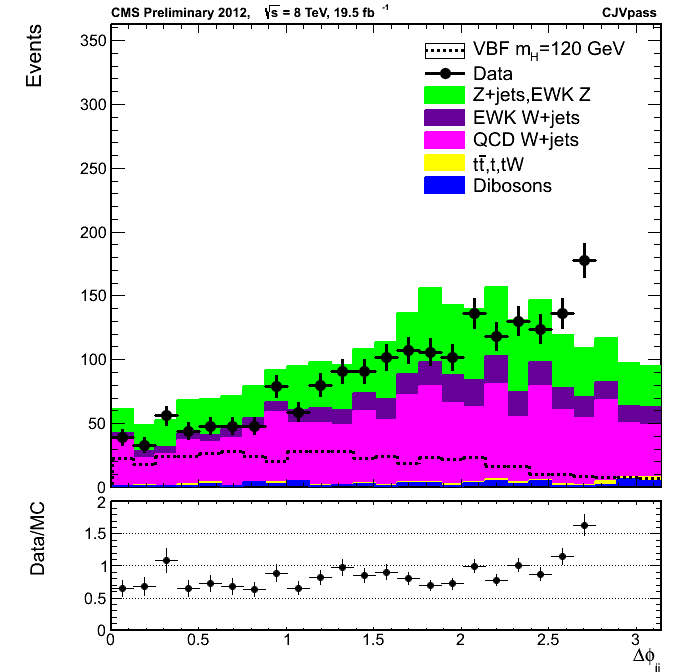 CMS Preliminary 2012, √s = 8 TeV, 19.5 fb⁻¹ CJVpass
Events
350
300
250
200
150
100
50
0
VBF m_H=120 GeV
Data
Z+jets,EWK Z
EWK W+jets
QCD W+jets
tt̄,t,tW
Dibosons
Data/MC
2
1.5
1
0.5
0
0 0.5 1 1.5 2 2.5 3
Δϕ_jj